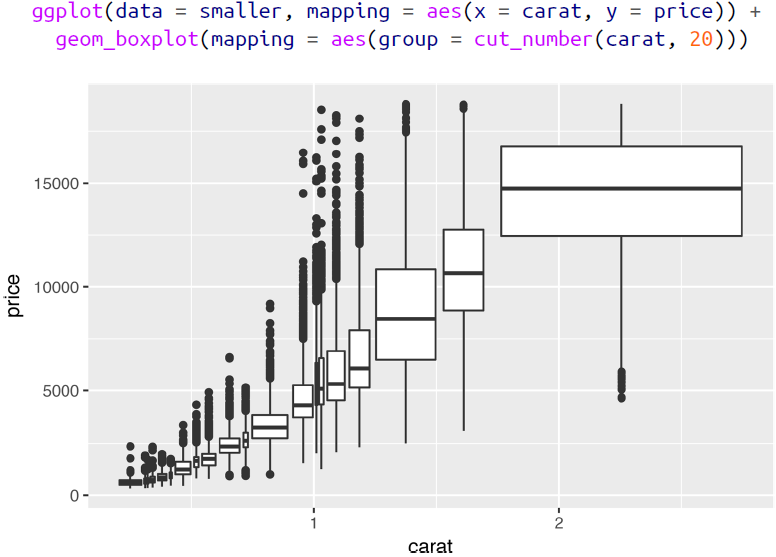 ggplot(data = smaller, mapping = aes(x = carat, y = price)) +
geom_boxplot(mapping = aes(group = cut_number(carat, 20)))
15000
10000
5000
0
price
1
2
carat